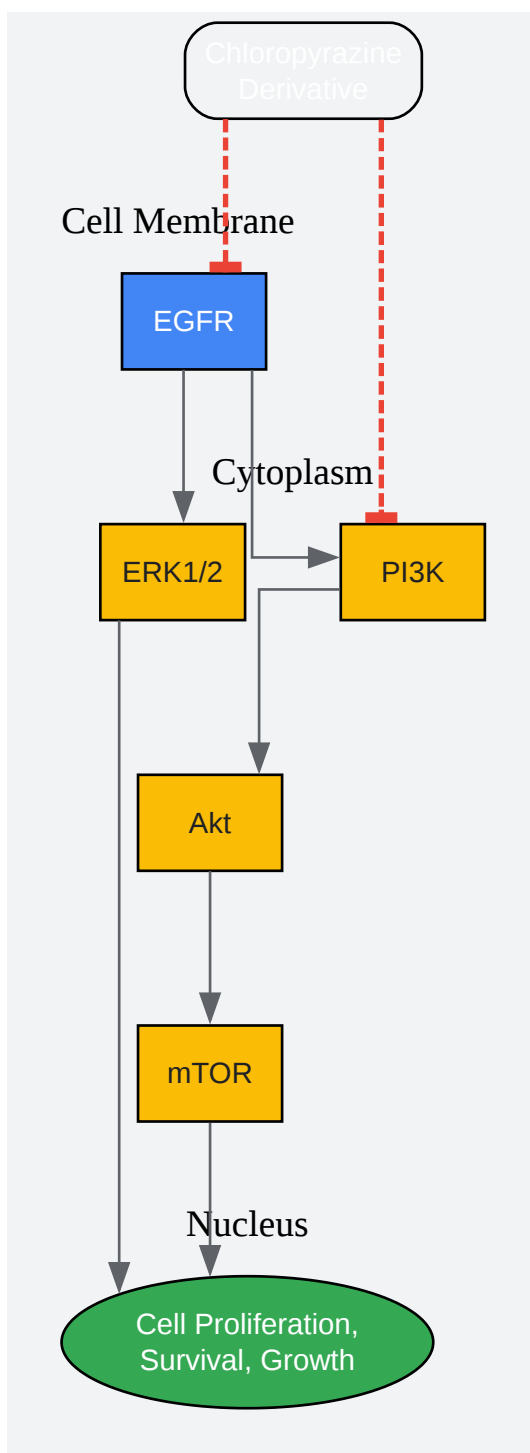 Chloropyrazine
Derivative
Cell Membrane
EGFR
Cytoplasm
ERK1/2
PI3K
Akt
mTOR
Nucleus
Cell Proliferation,
Survival, Growth